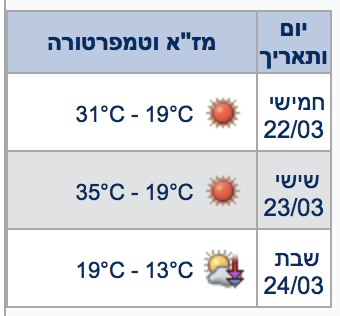 יום ותאריך
מז"א וטמפרטורה
חמישי
22/03
31°C - 19°C
שישי
23/03
35°C - 19°C
שבת
24/03
19°C - 13°C